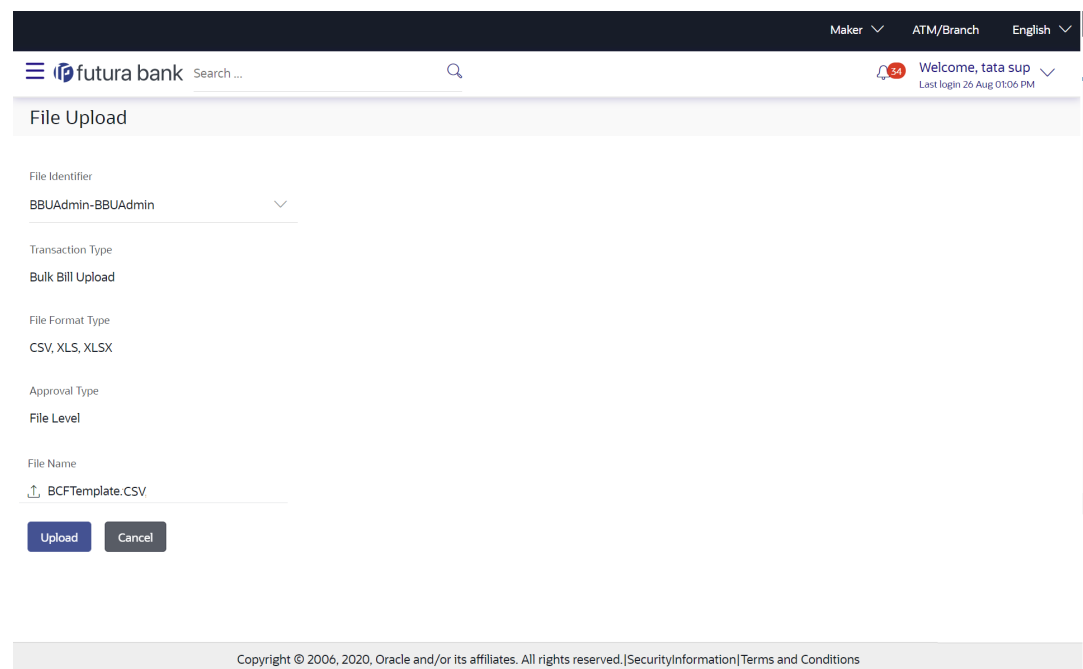 Maker ATM/Branch English
futura bank Search ... 34 Welcome, tata sup
Last login 26 Aug 01:06 PM
File Upload
File Identifier
BBUAdmin-BBUAdmin
Transaction Type
Bulk Bill Upload
File Format Type
CSV, XLS, XLSX
Approval Type
File Level
File Name
BCFTemplate.CSV
Upload Cancel
Copyright © 2006, 2020, Oracle and/or its affiliates. All rights reserved.|SecurityInformation|Terms and Conditions